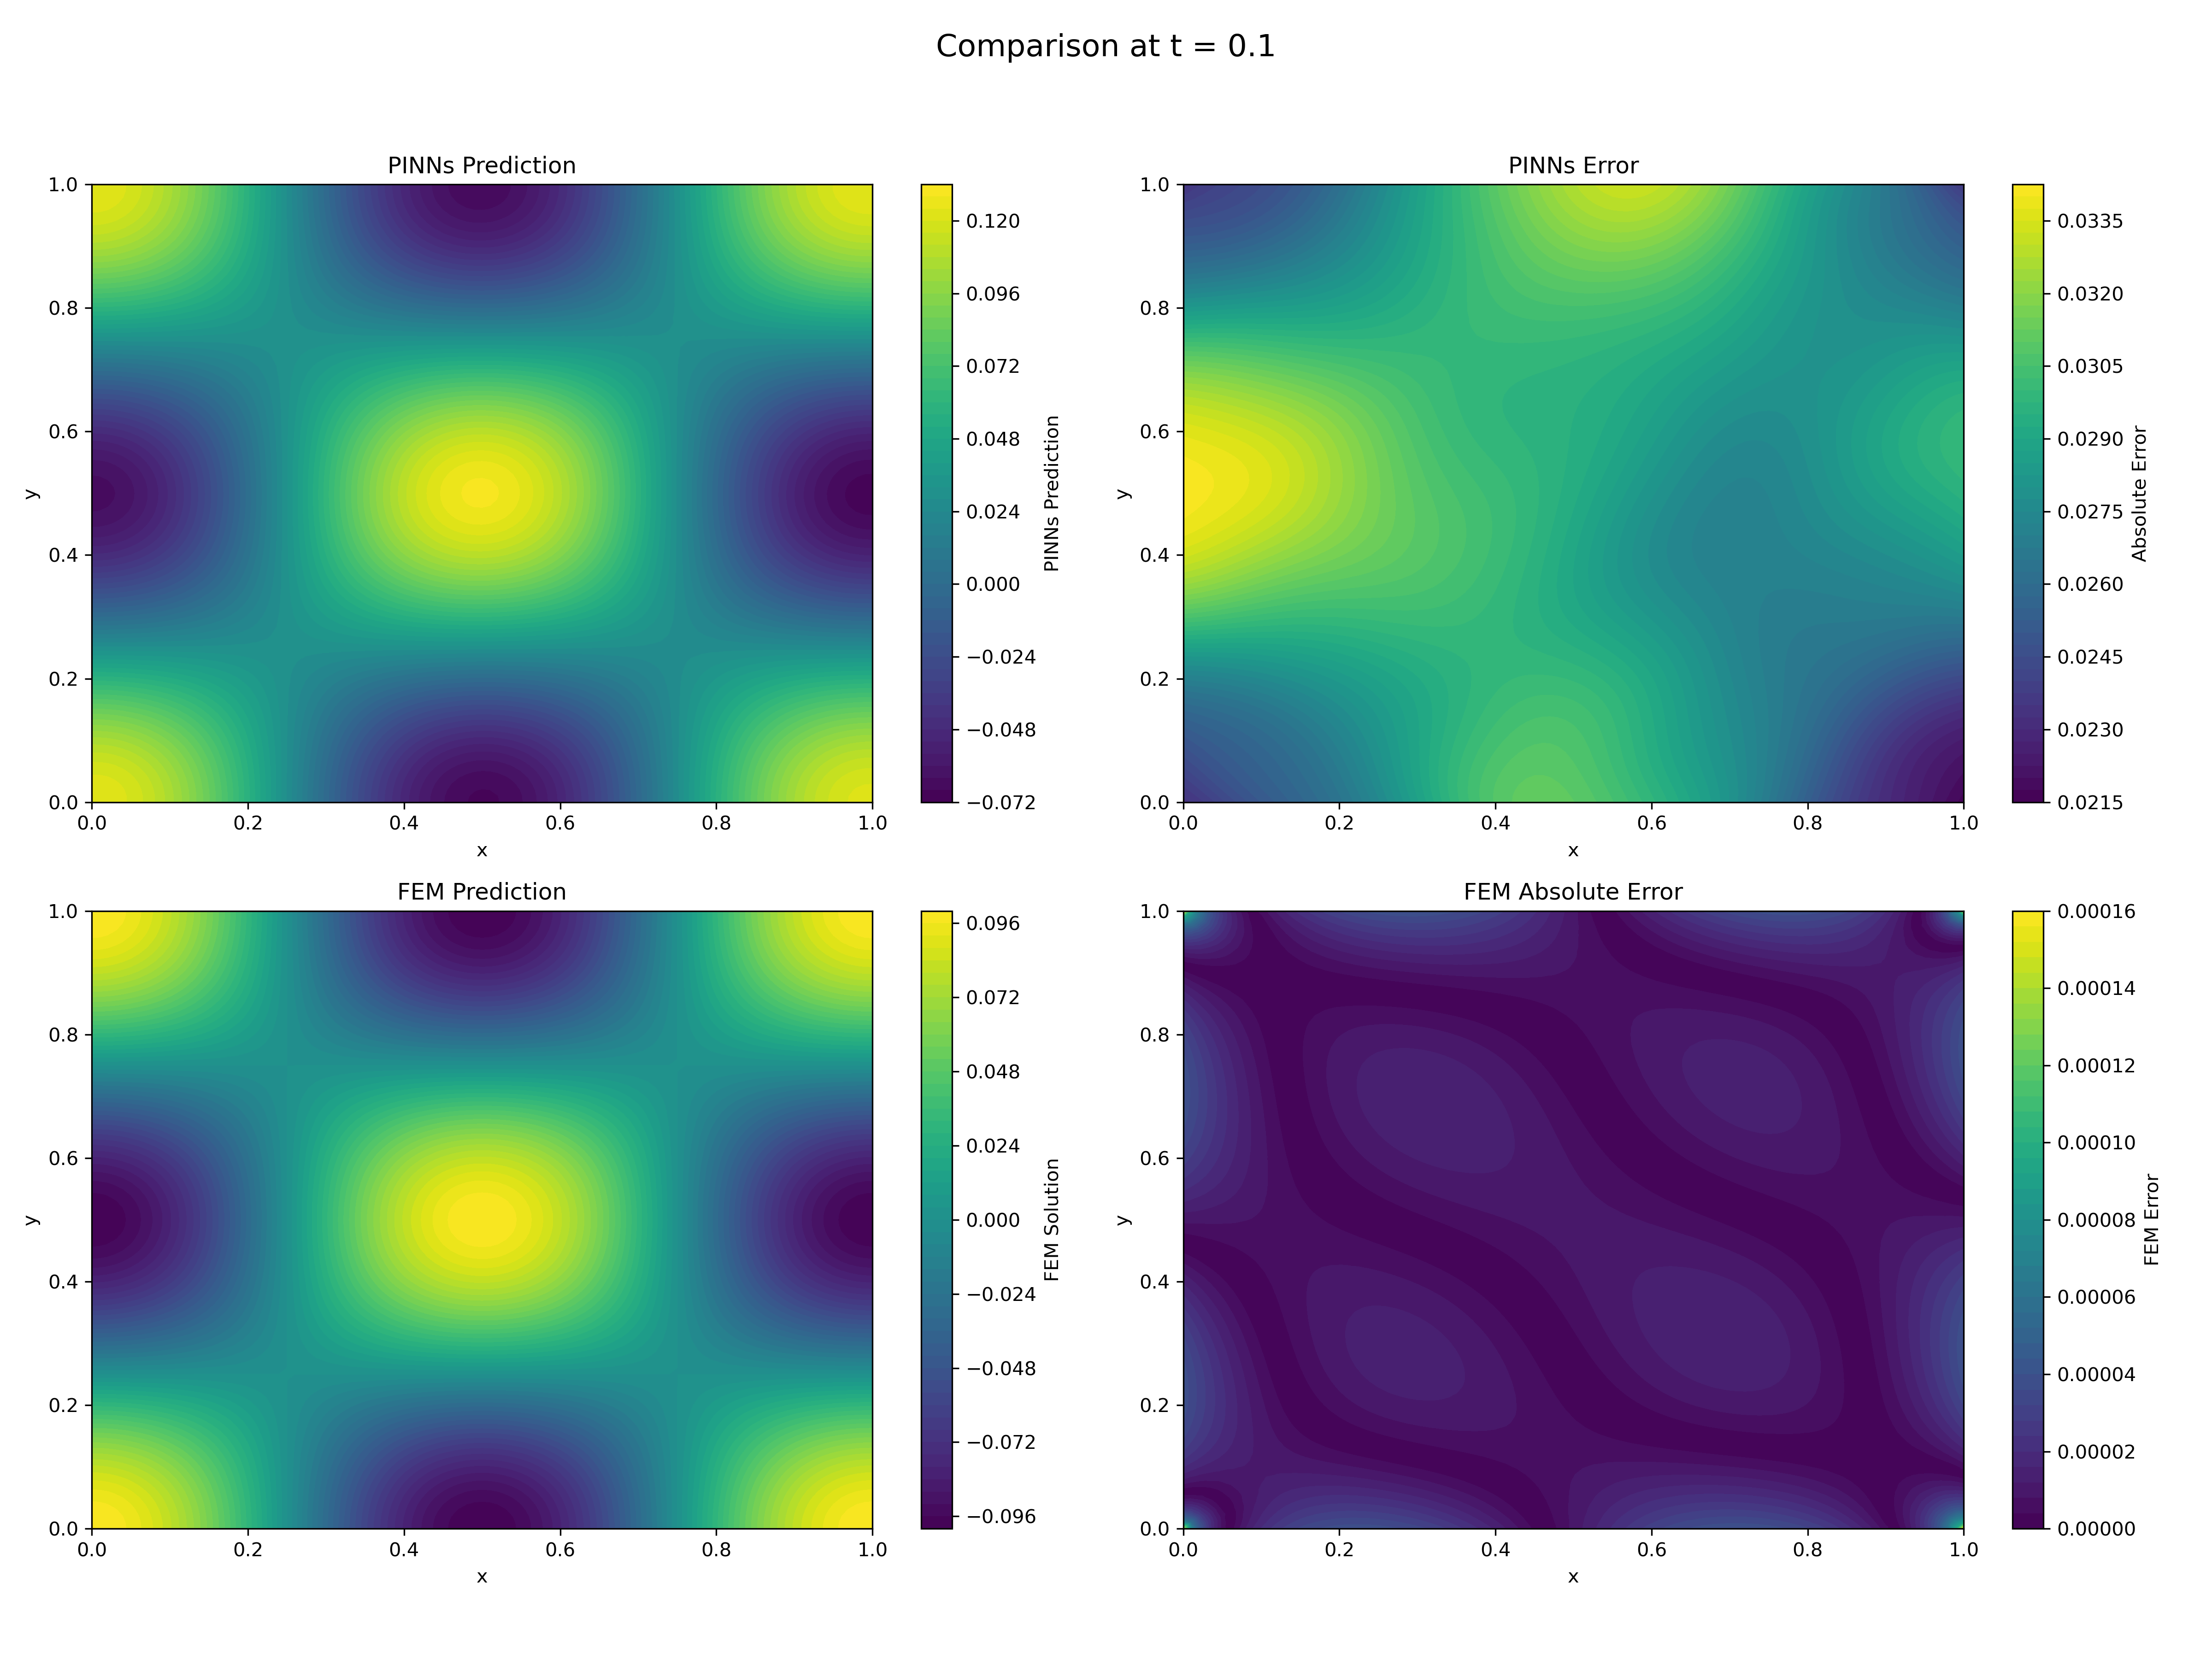 Comparison at t = 0.1
PINNs Prediction
1.0
0.8
0.6
0.4
0.2
0.0
y
0.0 0.2 0.4 0.6 0.8 1.0
x
0.120
0.096
0.072
0.048
0.024
0.000
−0.024
−0.048
−0.072
PINNs Prediction
PINNs Error
1.0
0.8
0.6
0.4
0.2
0.0
y
0.0 0.2 0.4 0.6 0.8 1.0
x
0.0335
0.0320
0.0305
0.0290
0.0275
0.0260
0.0245
0.0230
0.0215
Absolute Error
FEM Prediction
1.0
0.8
0.6
0.4
0.2
0.0
y
0.0 0.2 0.4 0.6 0.8 1.0
x
0.096
0.072
0.048
0.024
0.000
−0.024
−0.048
−0.072
−0.096
FEM Solution
FEM Absolute Error
1.0
0.8
0.6
0.4
0.2
0.0
y
0.0 0.2 0.4 0.6 0.8 1.0
x
0.00016
0.00014
0.00012
0.00010
0.00008
0.00006
0.00004
0.00002
0.00000
FEM Error